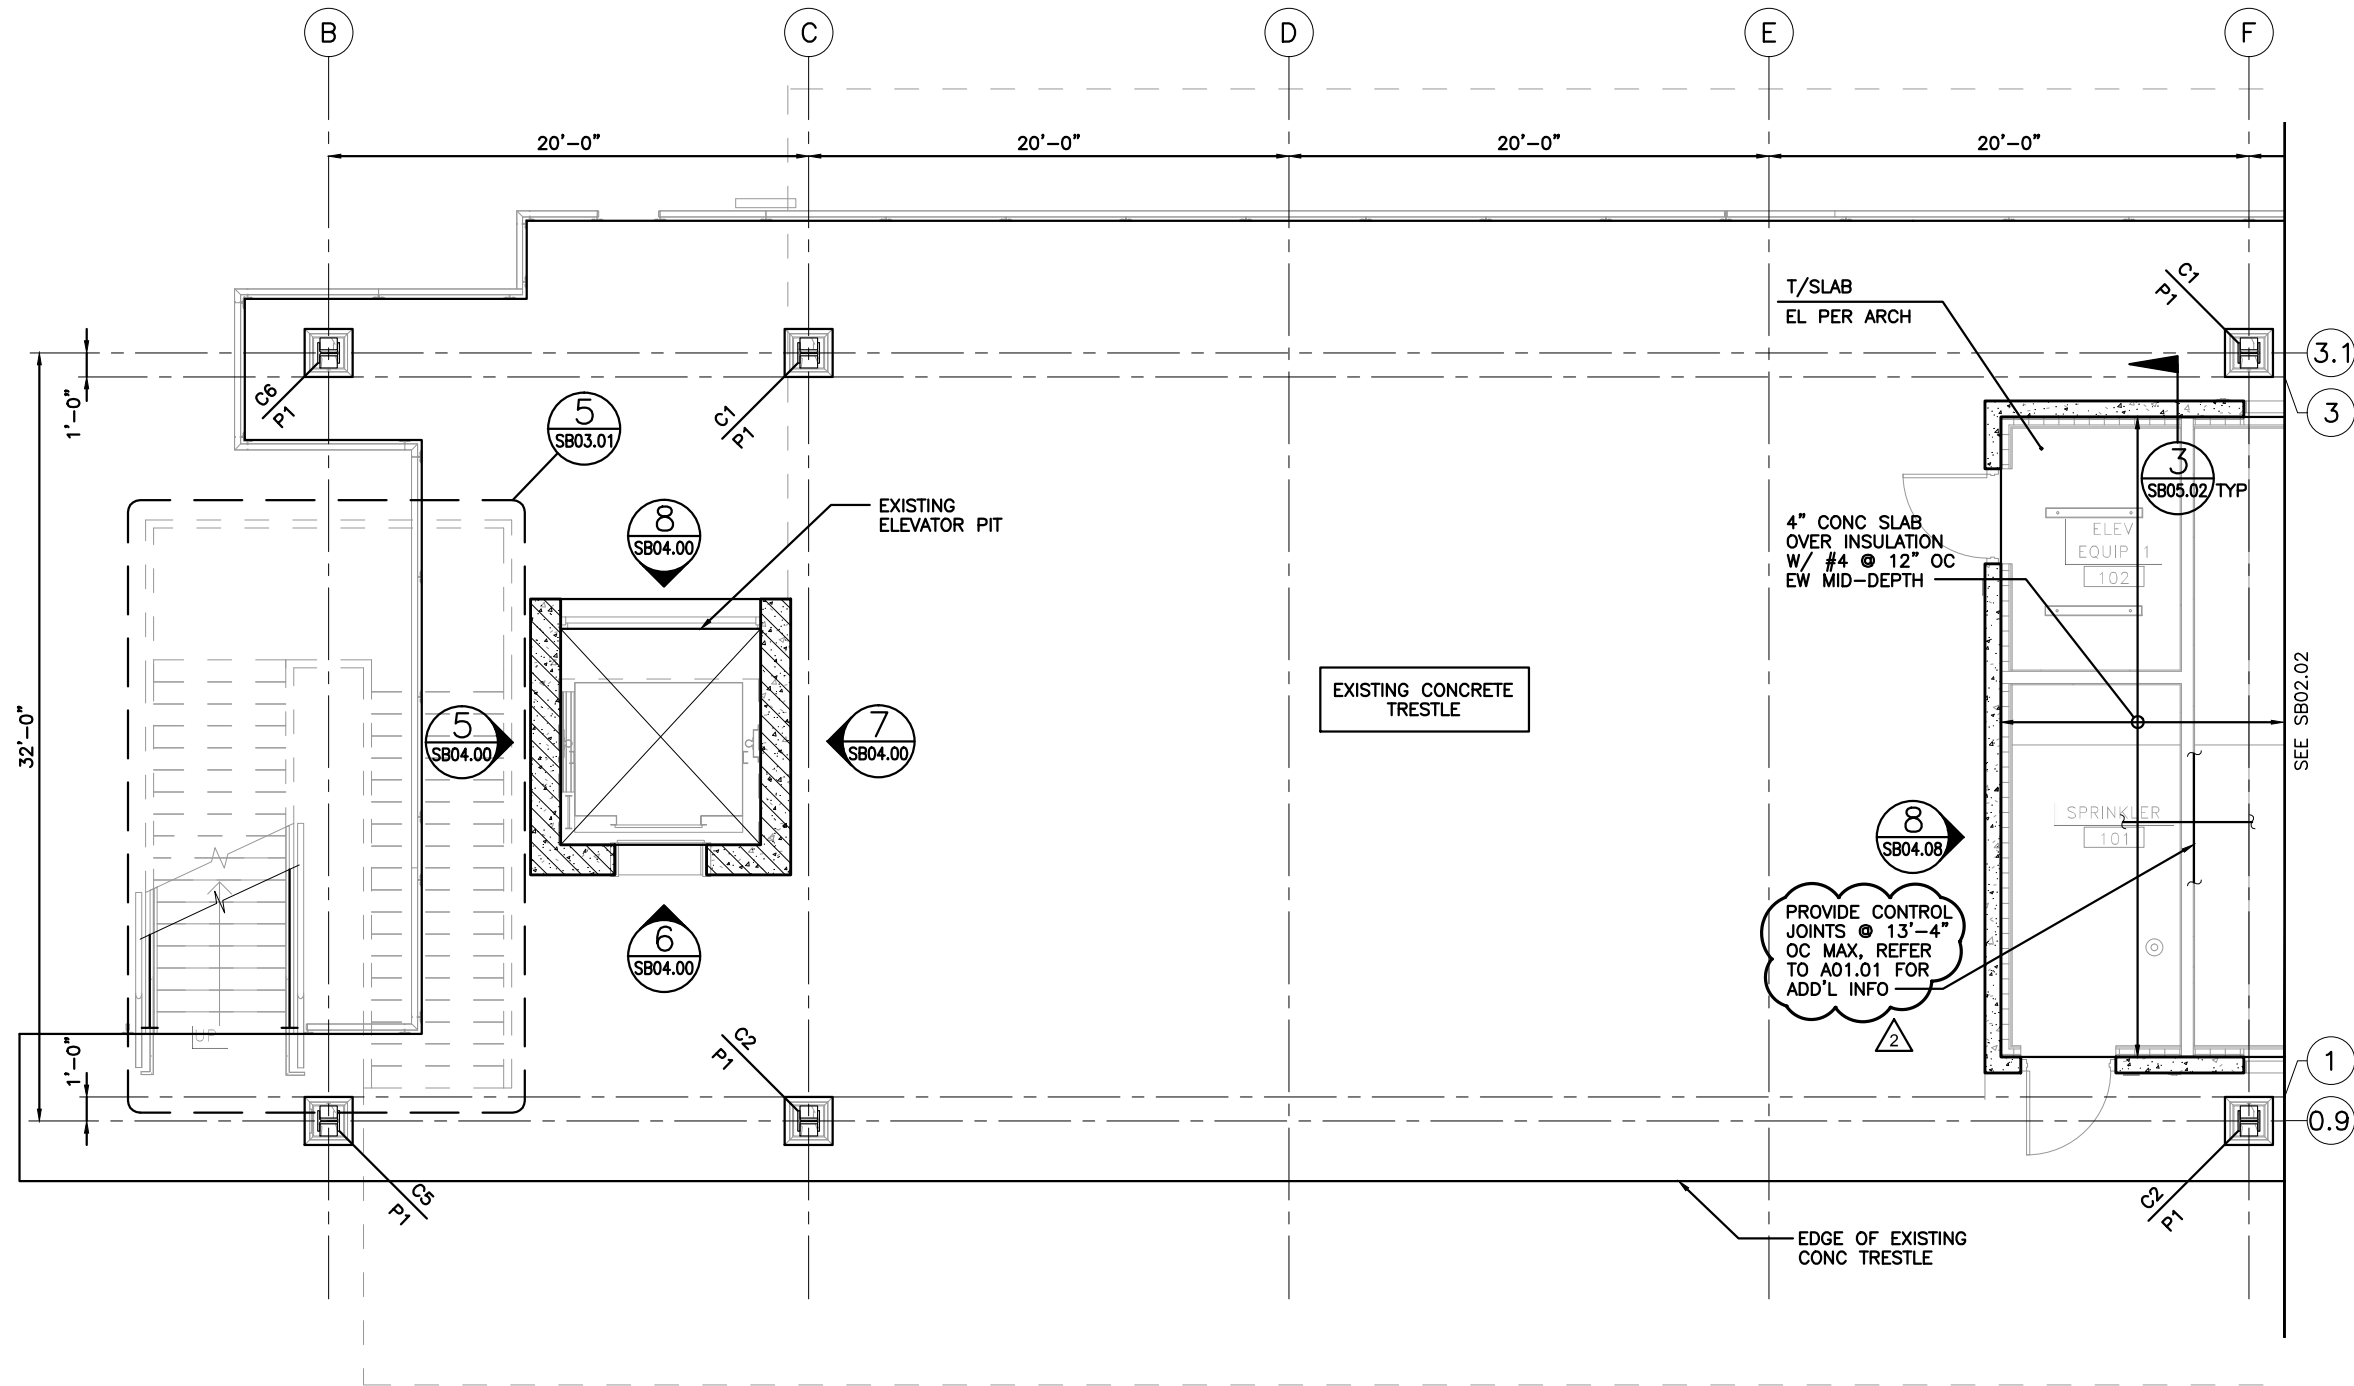 B
C
D
E
F
20'-0"
20'-0"
20'-0"
20'-0"
T/SLAB
EL PER ARCH
C1
P1
3.1
3
1'-0"
C6
P1
C1
P1
5
SB03.01
3
SB05.02
TYP
EXISTING
ELEVATOR PIT
8
SB04.00
4" CONC SLAB
OVER INSULATION
W/ #4 @ 12" OC
EW MID-DEPTH
ELEV
EQUIP 1
102
32'-0"
5
SB04.00
7
SB04.00
EXISTING CONCRETE
TRESTLE
SEE SB02.02
SPRINKLER
101
8
SB04.08
6
SB04.00
PROVIDE CONTROL
JOINTS @ 13'-4"
OC MAX, REFER
TO A01.01 FOR
ADD'L INFO
2
UP
1'-0"
C2
P1
1
0.9
C5
P1
C2
P1
EDGE OF EXISTING
CONC TRESTLE